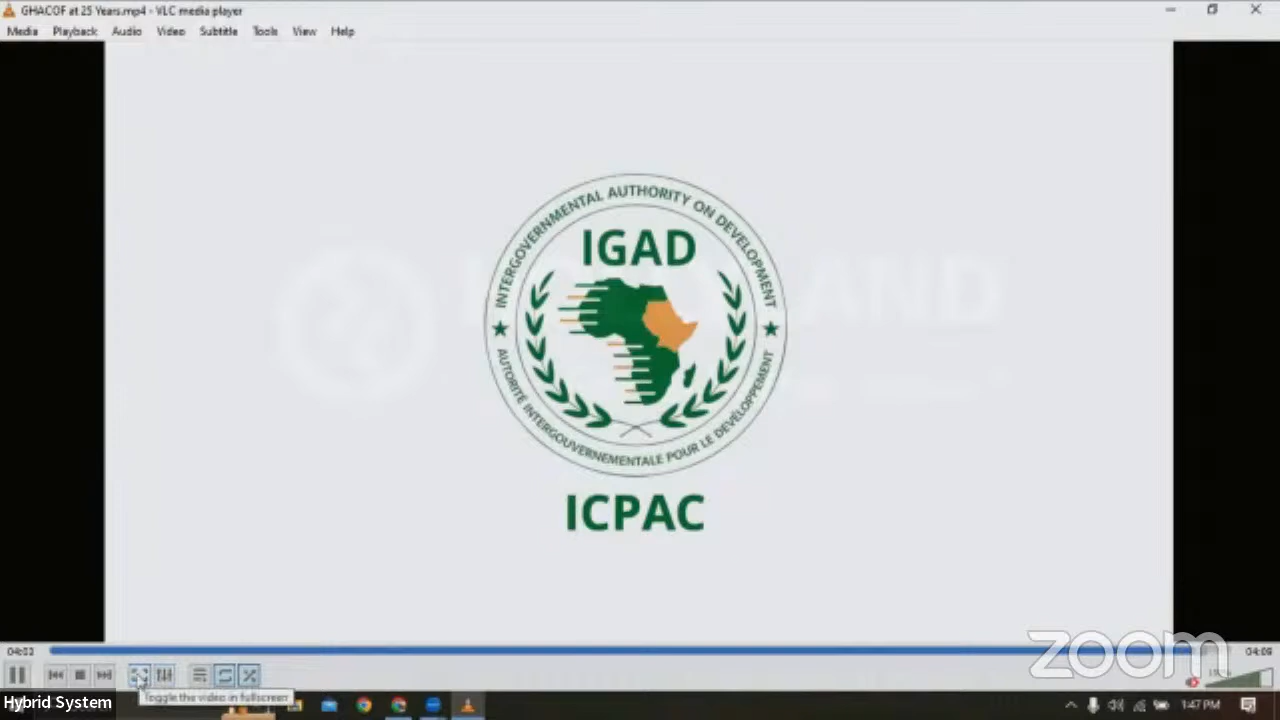 GHACOF at 25 Years.mp4 - VLC media player
Media Playback Audio Video Subtitle Tools View Help
INTERGOVERNMENTAL AUTHORITY ON DEVELOPMENT
IGAD
AUTORITÉ INTERGOUVERNEMENTALE POUR LE DÉVELOPPEMENT
ICPAC
zoom
04:03
04:09
Toggle the video in fullscreen
Hybrid System
1:47 PM